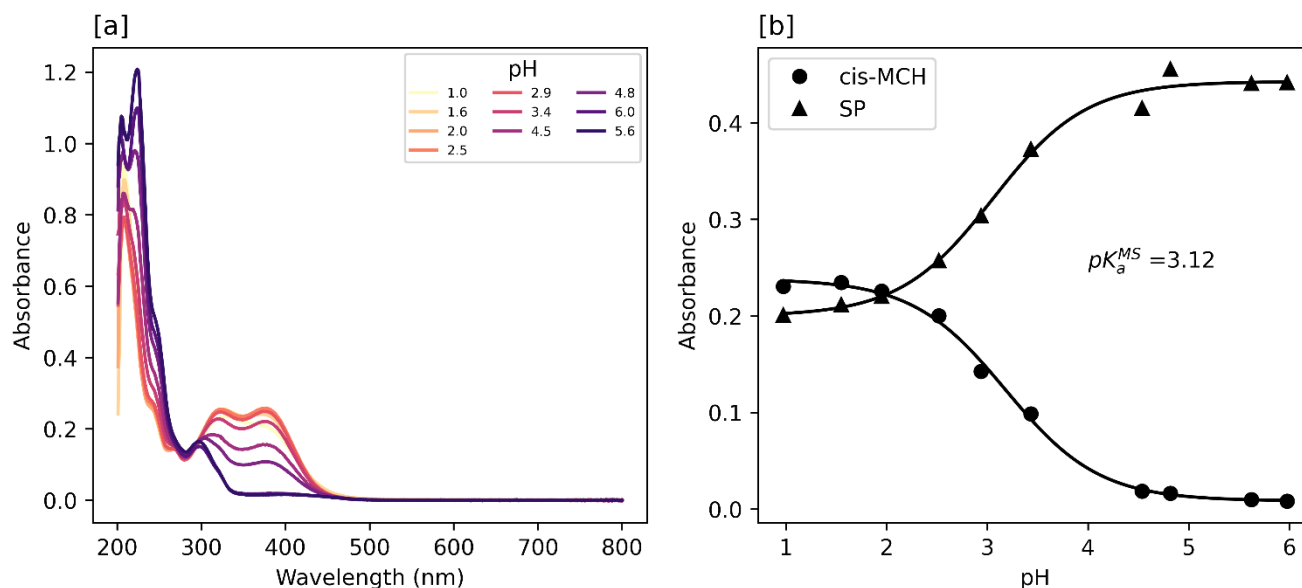 [a]
Absorbance
1.2
1.0
0.8
0.6
0.4
0.2
0.0
200 300 400 500 600 700 800
Wavelength (nm)
pH
1.0 2.9 4.8
1.6 3.4 6.0
2.0 4.5 5.6
2.5
[b]
Absorbance
0.4
0.3
0.2
0.1
0.0
1 2 3 4 5 6
pH
cis-MCH
SP
pK_a^{MS} =3.12